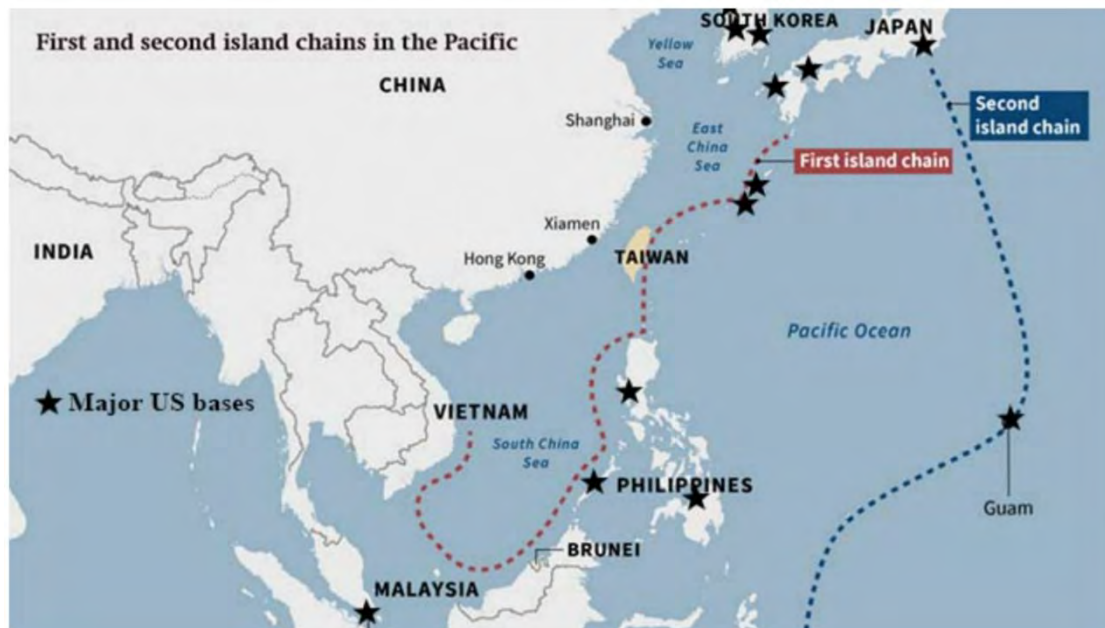 First and second island chains in the Pacific
SOUTH KOREA
JAPAN
Yellow
Sea
CHINA
Second
island chain
Shanghai
East
China
Sea
First island chain
Xiamen
INDIA
TAIWAN
Hong Kong
Pacific Ocean
Major US bases
VIETNAM
South China
Sea
PHILIPPINES
Guam
BRUNEI
MALAYSIA